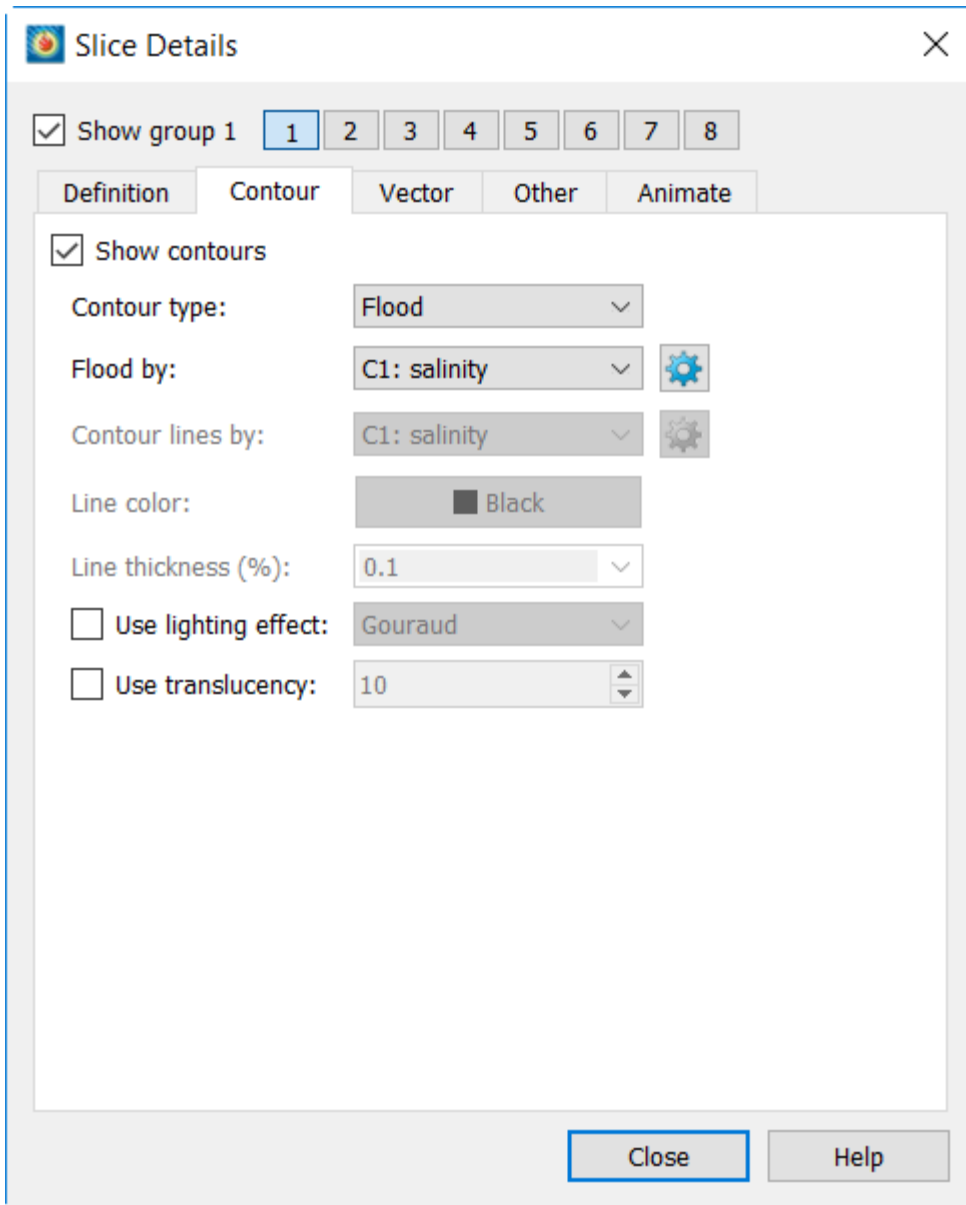 Slice Details
Show group 1 1 2 3 4 5 6 7 8
Definition Contour Vector Other Animate
Show contours
Contour type: Flood
Flood by: C1: salinity
Contour lines by: C1: salinity
Line color: Black
Line thickness (%): 0.1
Use lighting effect: Gouraud
Use translucency: 10
Close Help